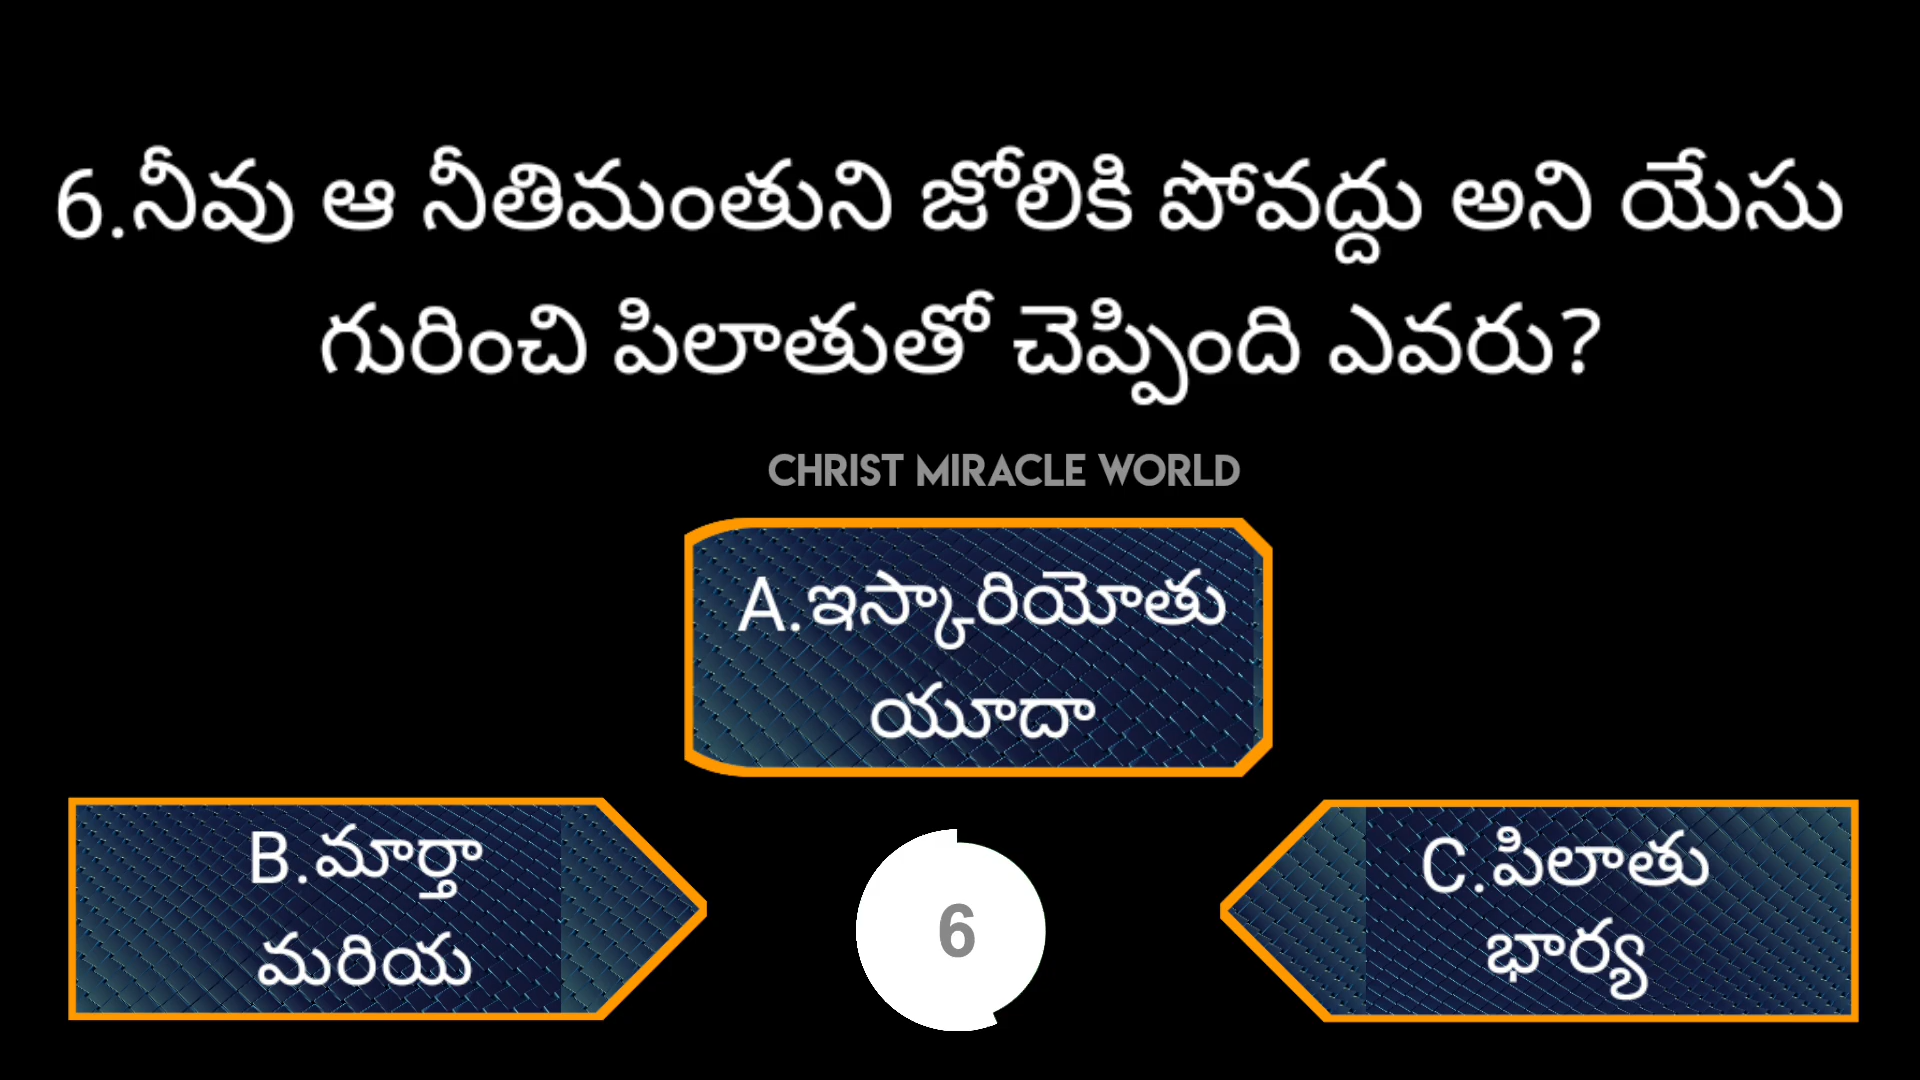 6.నీవు ఆ నీతిమంతుని జోలికి పోవద్దు అని యేసు
గురించి పిలాతుతో చెప్పింది ఎవరు?
CHRIST MIRACLE WORLD
A.ఇస్కారియోతు
యూదా
B.మార్తా
మరియ
6
C.పిలాతు
భార్య